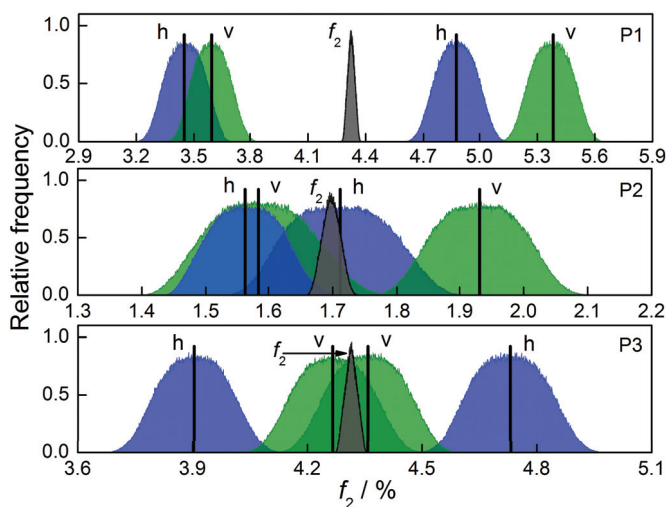 Relative frequency
1.0
0.5
0.0
h v f₂ h v P1
2.9 3.2 3.5 3.8 4.1 4.4 4.7 5.0 5.3 5.6 5.9
1.0
0.5
0.0
h v f₂ h v P2
1.3 1.4 1.5 1.6 1.7 1.8 1.9 2.0 2.1 2.2
1.0
0.5
0.0
h f₂ v v h P3
3.6 3.9 4.2 4.5 4.8 5.1
f₂ / %